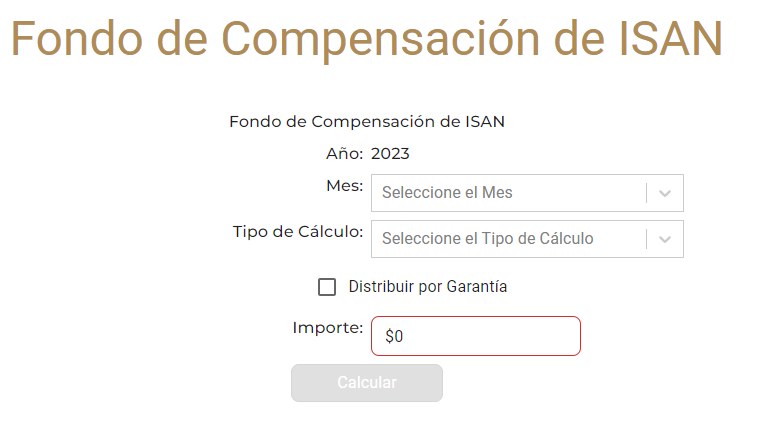 Fondo de Compensación de ISAN
Fondo de Compensación de ISAN
Año: 2023
Mes: Seleccione el Mes
Tipo de Cálculo: Seleccione el Tipo de Cálculo
Distribuir por Garantía
Importe: $0
Calcular